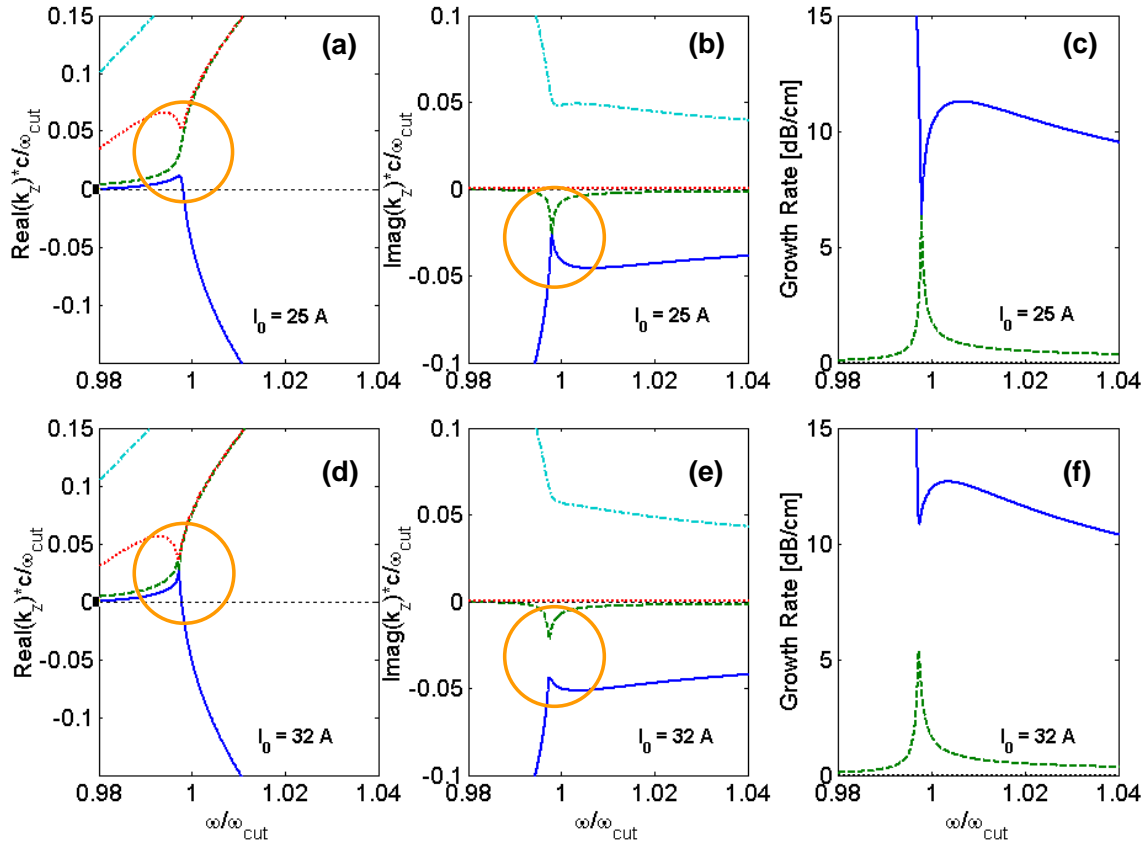 0.15
0.1
0.05
0
-0.05
-0.1
0.98
1
1.02
1.04
Real(k_z)*c/ω_cut
(a)
I_0 = 25 A
0.1
0.05
0
-0.05
-0.1
0.98
1
1.02
1.04
Imag(k_z)*c/ω_cut
(b)
I_0 = 25 A
15
10
5
0
0.98
1
1.02
1.04
Growth Rate [dB/cm]
(c)
I_0 = 25 A
0.15
0.1
0.05
0
-0.05
-0.1
0.98
1
1.02
1.04
Real(k_z)*c/ω_cut
ω/ω_cut
(d)
I_0 = 32 A
0.1
0.05
0
-0.05
-0.1
0.98
1
1.02
1.04
Imag(k_z)*c/ω_cut
ω/ω_cut
(e)
I_0 = 32 A
15
10
5
0
0.98
1
1.02
1.04
Growth Rate [dB/cm]
ω/ω_cut
(f)
I_0 = 32 A